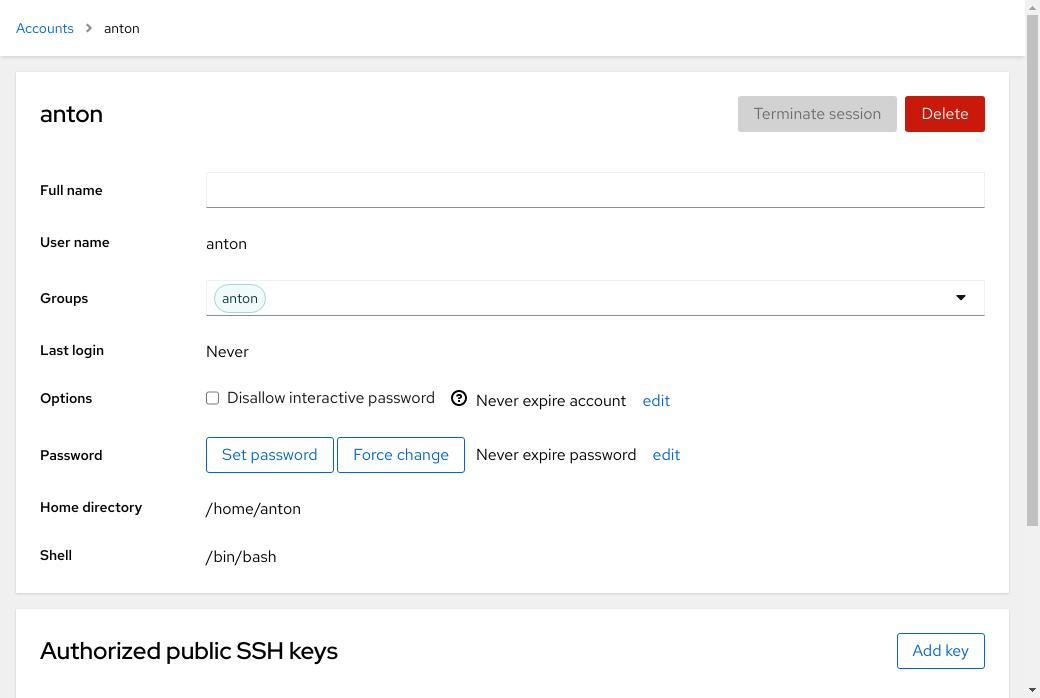 Accounts > anton
anton
Terminate session
Delete
Full name
User name
anton
Groups
anton
Last login
Never
Options
Disallow interactive password
Never expire account
edit
Password
Set password
Force change
Never expire password
edit
Home directory
/home/anton
Shell
/bin/bash
Authorized public SSH keys
Add key